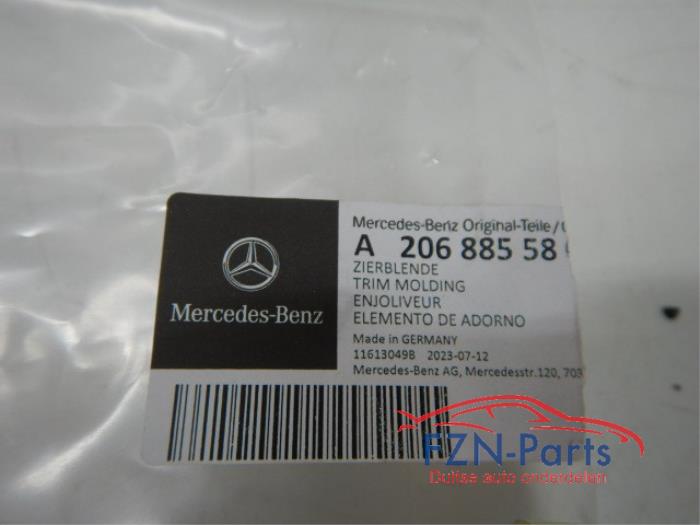 Mercedes-Benz Original-Teile/
A 206 885 58
ZIERBLENDE
TRIM MOLDING
ENJOLIVEUR
ELEMENTO DE ADORNO
Made in GERMANY
11613049B 2023-07-12
Mercedes-Benz AG, Mercedesstr.120, 703
Mercedes-Benz
FZN-Parts
Duitse auto onderdelen